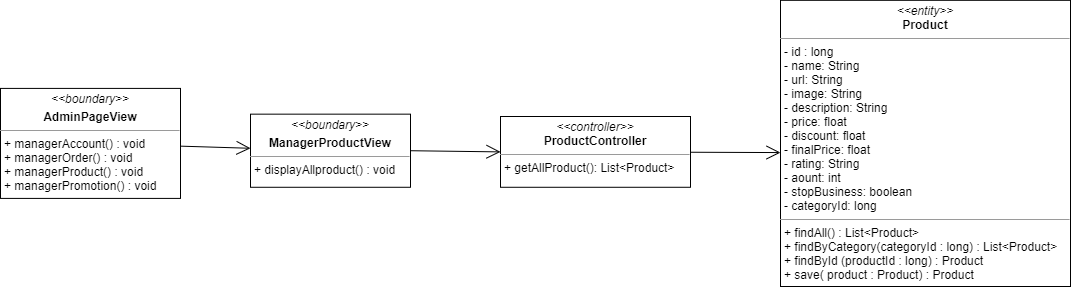 <<boundary>>
AdminPageView
+ managerAccount() : void
+ managerOrder() : void
+ managerProduct() : void
+ managerPromotion() : void
<<boundary>>
ManagerProductView
+ displayAllproduct() : void
<<controller>>
ProductController
+ getAllProduct(): List<Product>
<<entity>>
Product
- id : long
- name: String
- url: String
- image: String
- description: String
- price: float
- discount: float
- finalPrice: float
- rating: String
- aount: int
- stopBusiness: boolean
- categoryId: long
+ findAll() : List<Product>
+ findByCategory(categoryId : long) : List<Product>
+ findById (productId : long) : Product
+ save( product : Product) : Product